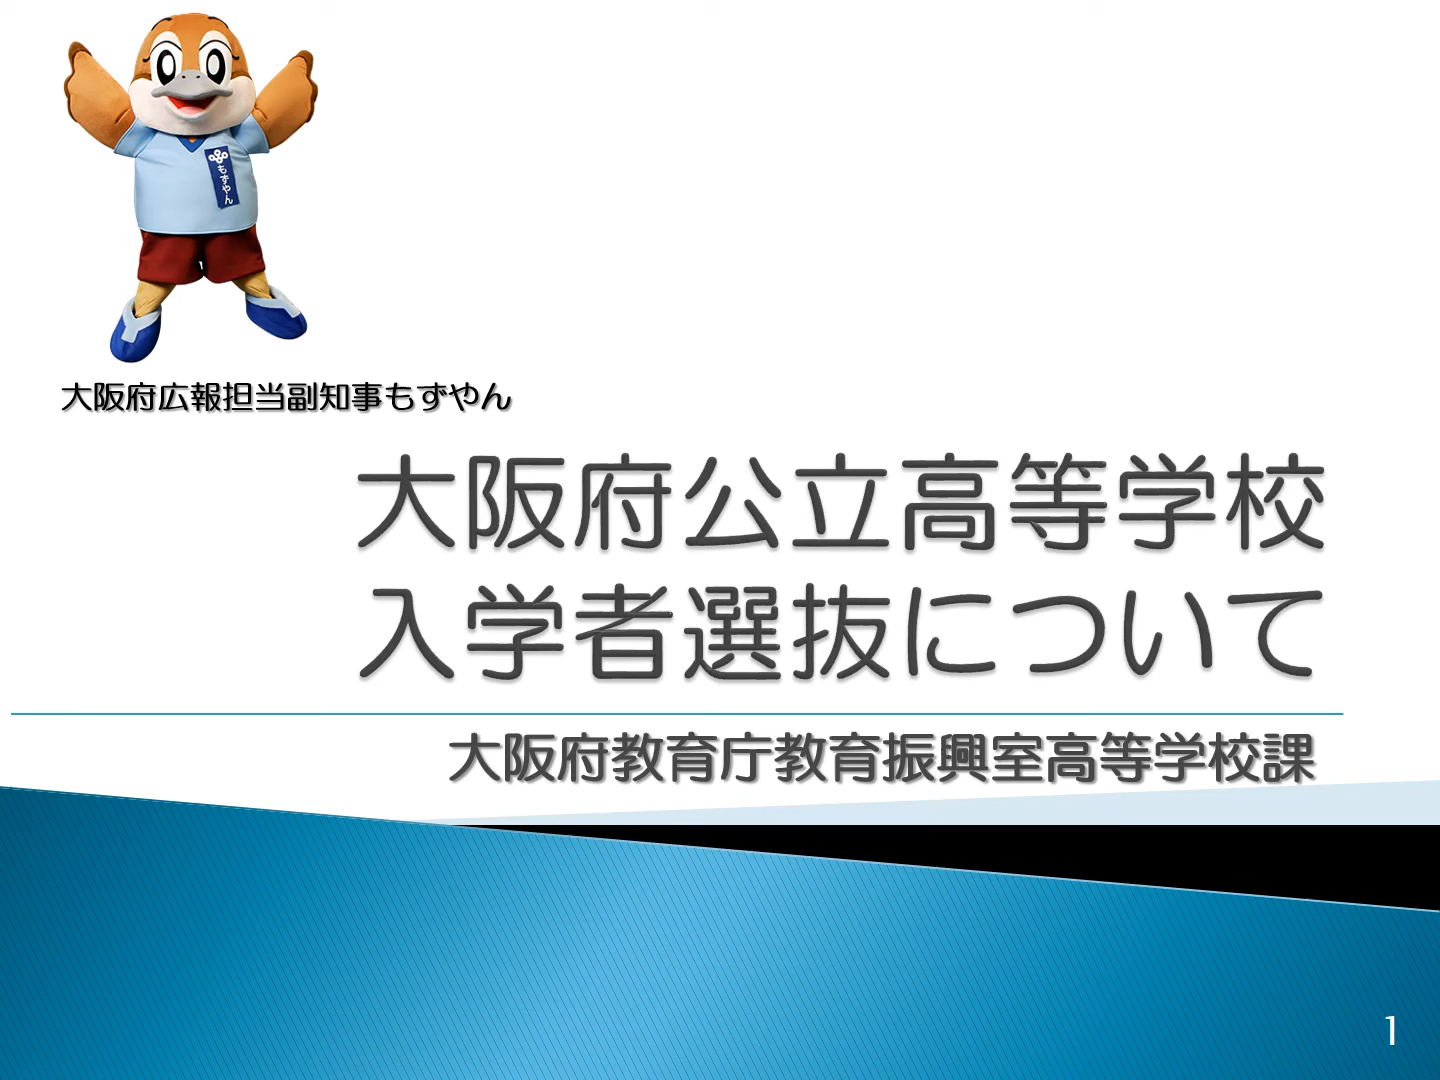 もずやん
大阪府広報担当副知事もずやん
大阪府公立高等学校
入学者選抜について
大阪府教育庁教育振興室高等学校課
1